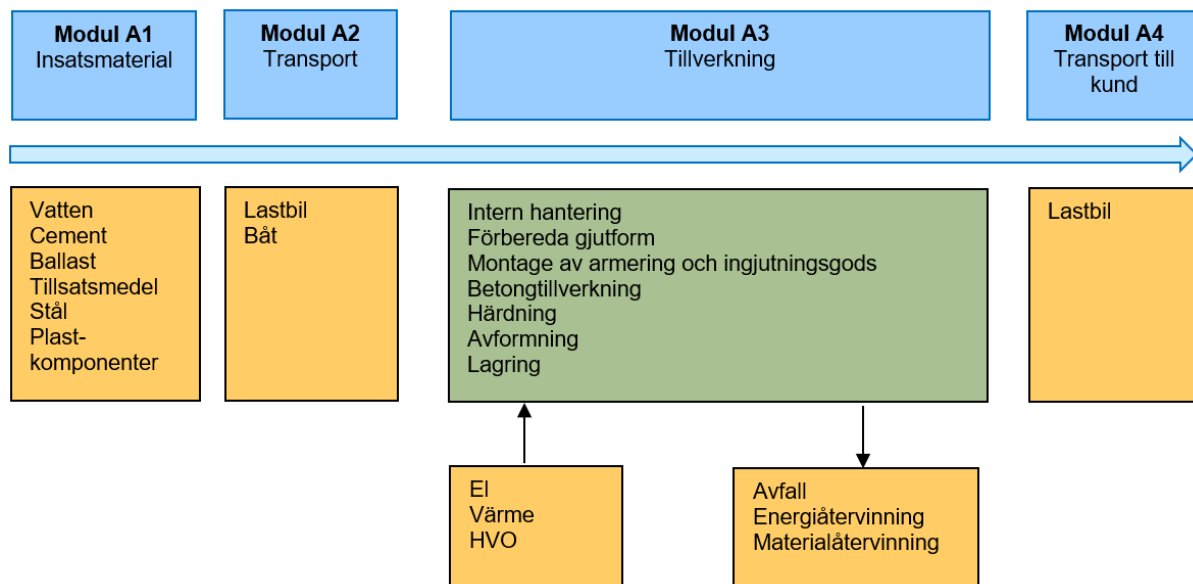 Modul A1
Insatsmaterial
Modul A2
Transport
Modul A3
Tillverkning
Modul A4
Transport till
kund
Vatten
Cement
Ballast
Tillsatsmedel
Stål
Plast-
komponenter
Lastbil
Båt
Intern hantering
Förbereda gjutform
Montage av armering och ingjutningsgods
Betongtillverkning
Härdning
Avformning
Lagring
Lastbil
El
Värme
HVO
Avfall
Energiåtervinning
Materialåtervinning